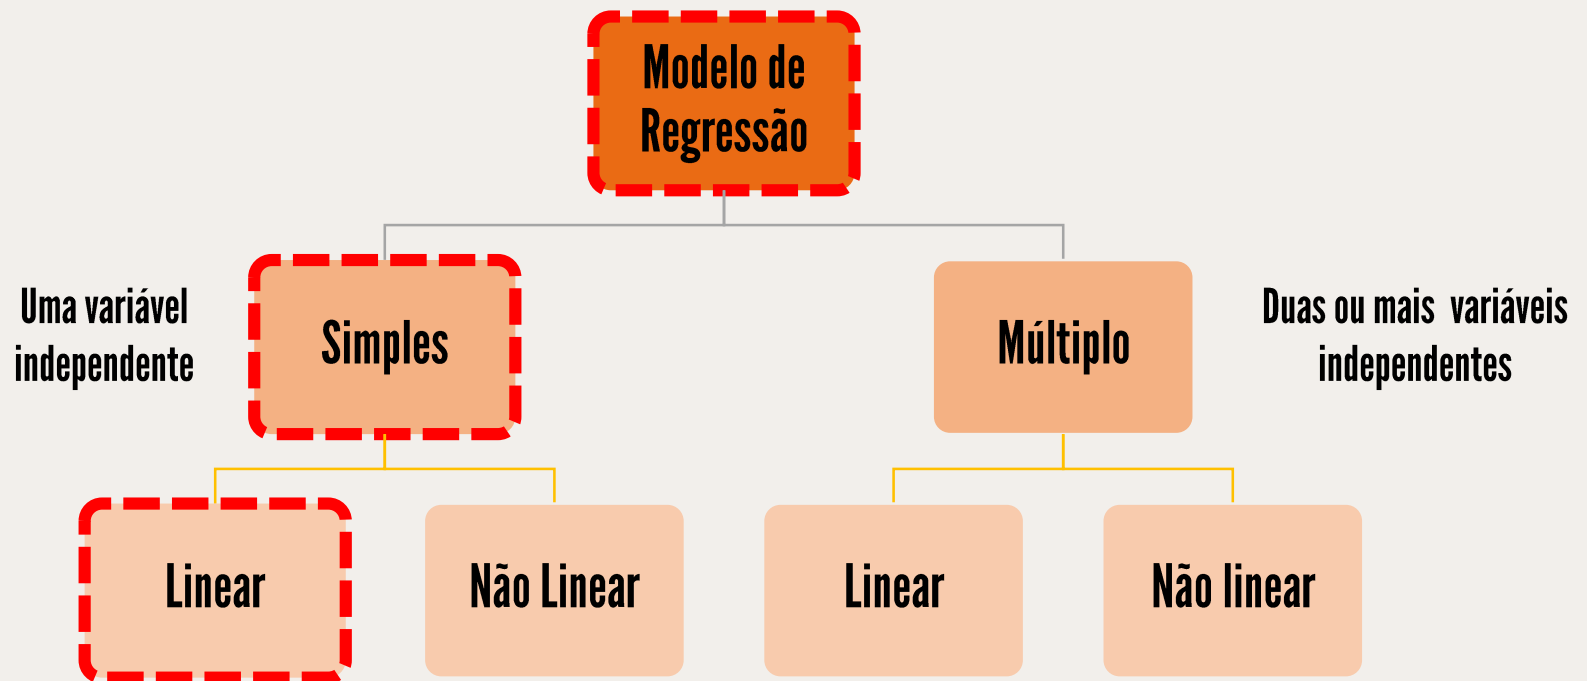 Modelo de
Regressão
Uma variável
independente
Simples
Múltiplo
Duas ou mais variáveis
independentes
Linear
Não Linear
Linear
Não linear